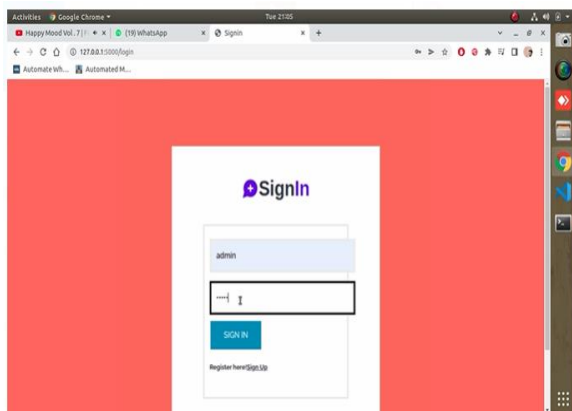 Activities Google Chrome ▾ Tue 21:05
Happy Mood Vol. 7 | (19) WhatsApp Signin
127.0.0.1:5000/login
Automate Wh... Automated M...
SignIn
admin
SIGN IN
Register here!Sign Up